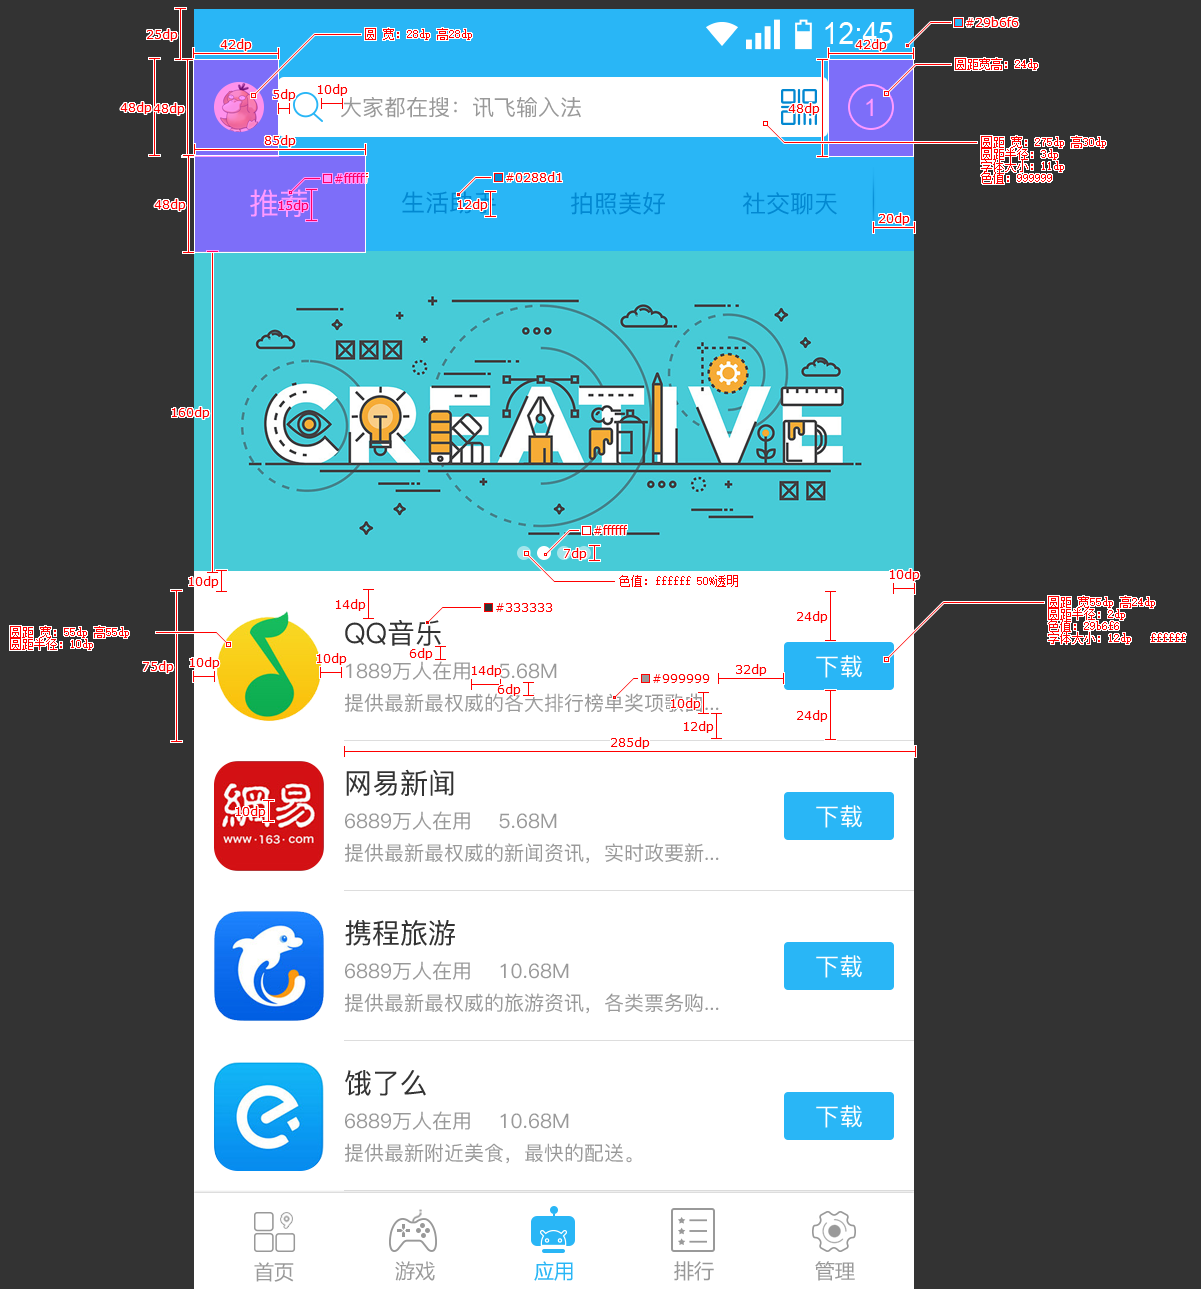 25dp
42dp
圆 宽：28dp 高28dp
12:45
42dp
#29b6f6
圆距宽高：24dp
48dp
48dp
5dp
10dp
大家都在搜：讯飞输入法
48dp
1
圆距 宽：275dp 高30dp
圆距半径：3dp
字体大小：11dp
色值：999999
85dp
48dp
推荐
15dp
#ffffff
生活助手
12dp
#0288d1
拍照美好
社交聊天
20dp
160dp
CREATIVE
#ffffff
7dp
色值：ffffff 50%透明
10dp
10dp
14dp
#333333
24dp
圆距 宽55dp 高24dp
圆距半径：2dp
色值：29b6f6
字体大小：12dp ffffff
圆距 宽：55dp 高55dp
圆距半径：10dp
QQ音乐
6dp
75dp
10dp
10dp
1889万人在用 5.68M
14dp
6dp
#999999
32dp
下载
提供最新最权威的各大排行榜单奖项歌曲...
10dp
12dp
24dp
285dp
網易
www·163·com
10dp
网易新闻
6889万人在用 5.68M
提供最新最权威的新闻资讯，实时政要新...
下载
携程旅游
6889万人在用 10.68M
提供最新最权威的旅游资讯，各类票务购...
下载
饿了么
6889万人在用 10.68M
提供最新附近美食，最快的配送。
下载
首页
游戏
应用
排行
管理